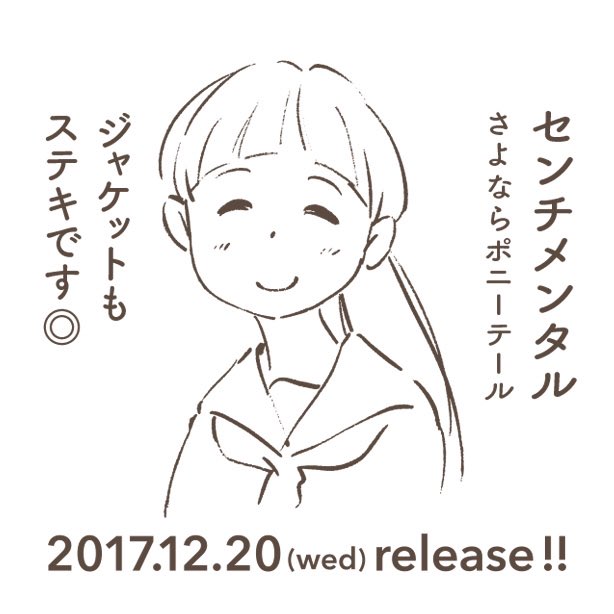 センチメンタル
さよならポニーテール
ジャケットも
ステキです◎
2017.12.20(wed) release!!